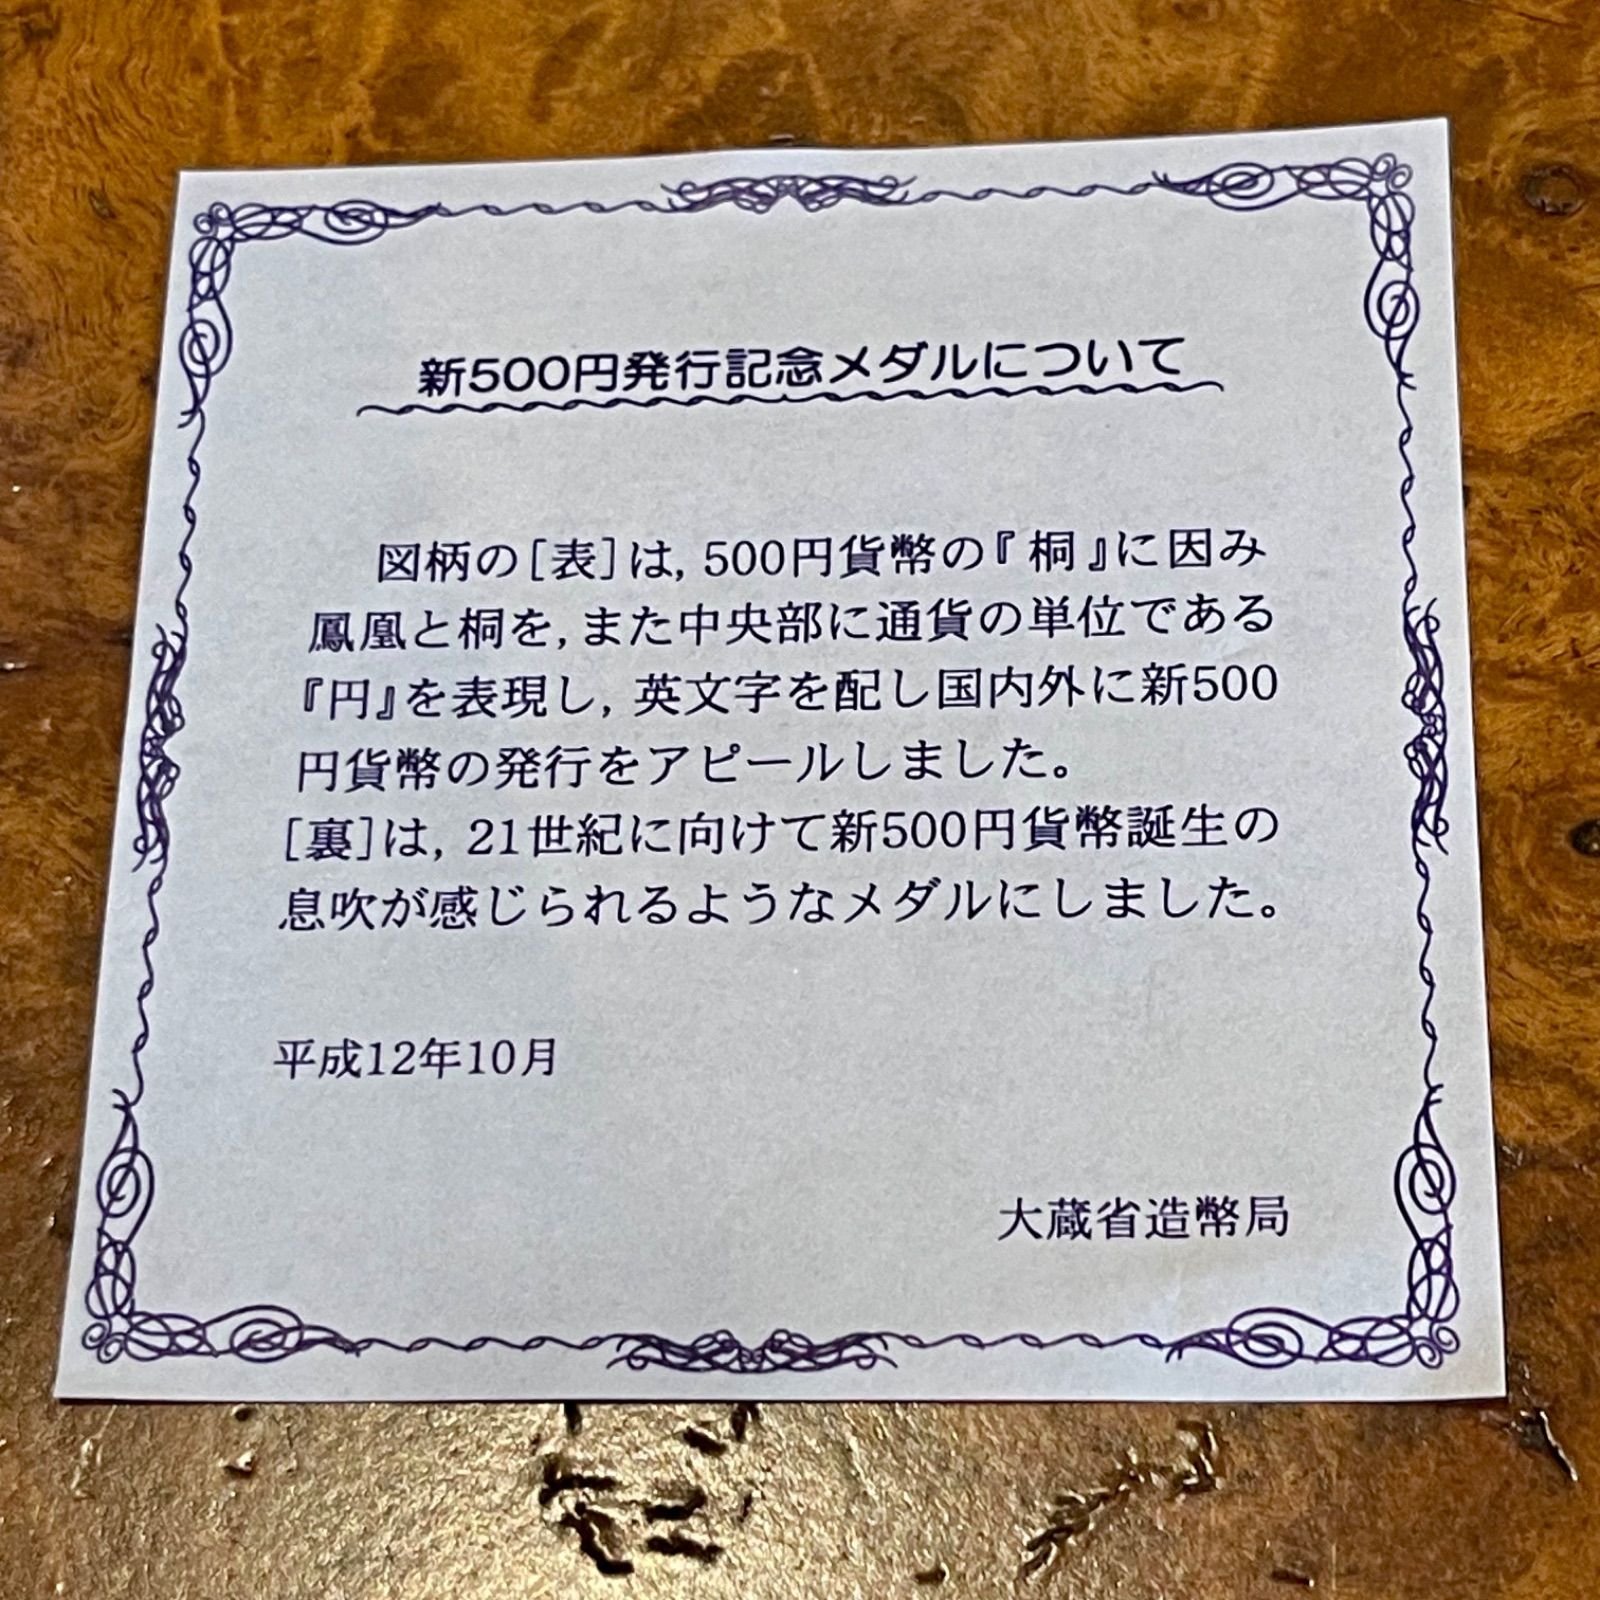 新500円発行記念メダルについて
図柄の[表]は,500円貨幣の『桐』に因み
鳳凰と桐を,また中央部に通貨の単位である
『円』を表現し,英文字を配し国内外に新500
円貨幣の発行をアピールしました。
[裏]は,21世紀に向けて新500円貨幣誕生の
息吹が感じられるようなメダルにしました。
平成12年10月
大蔵省造幣局